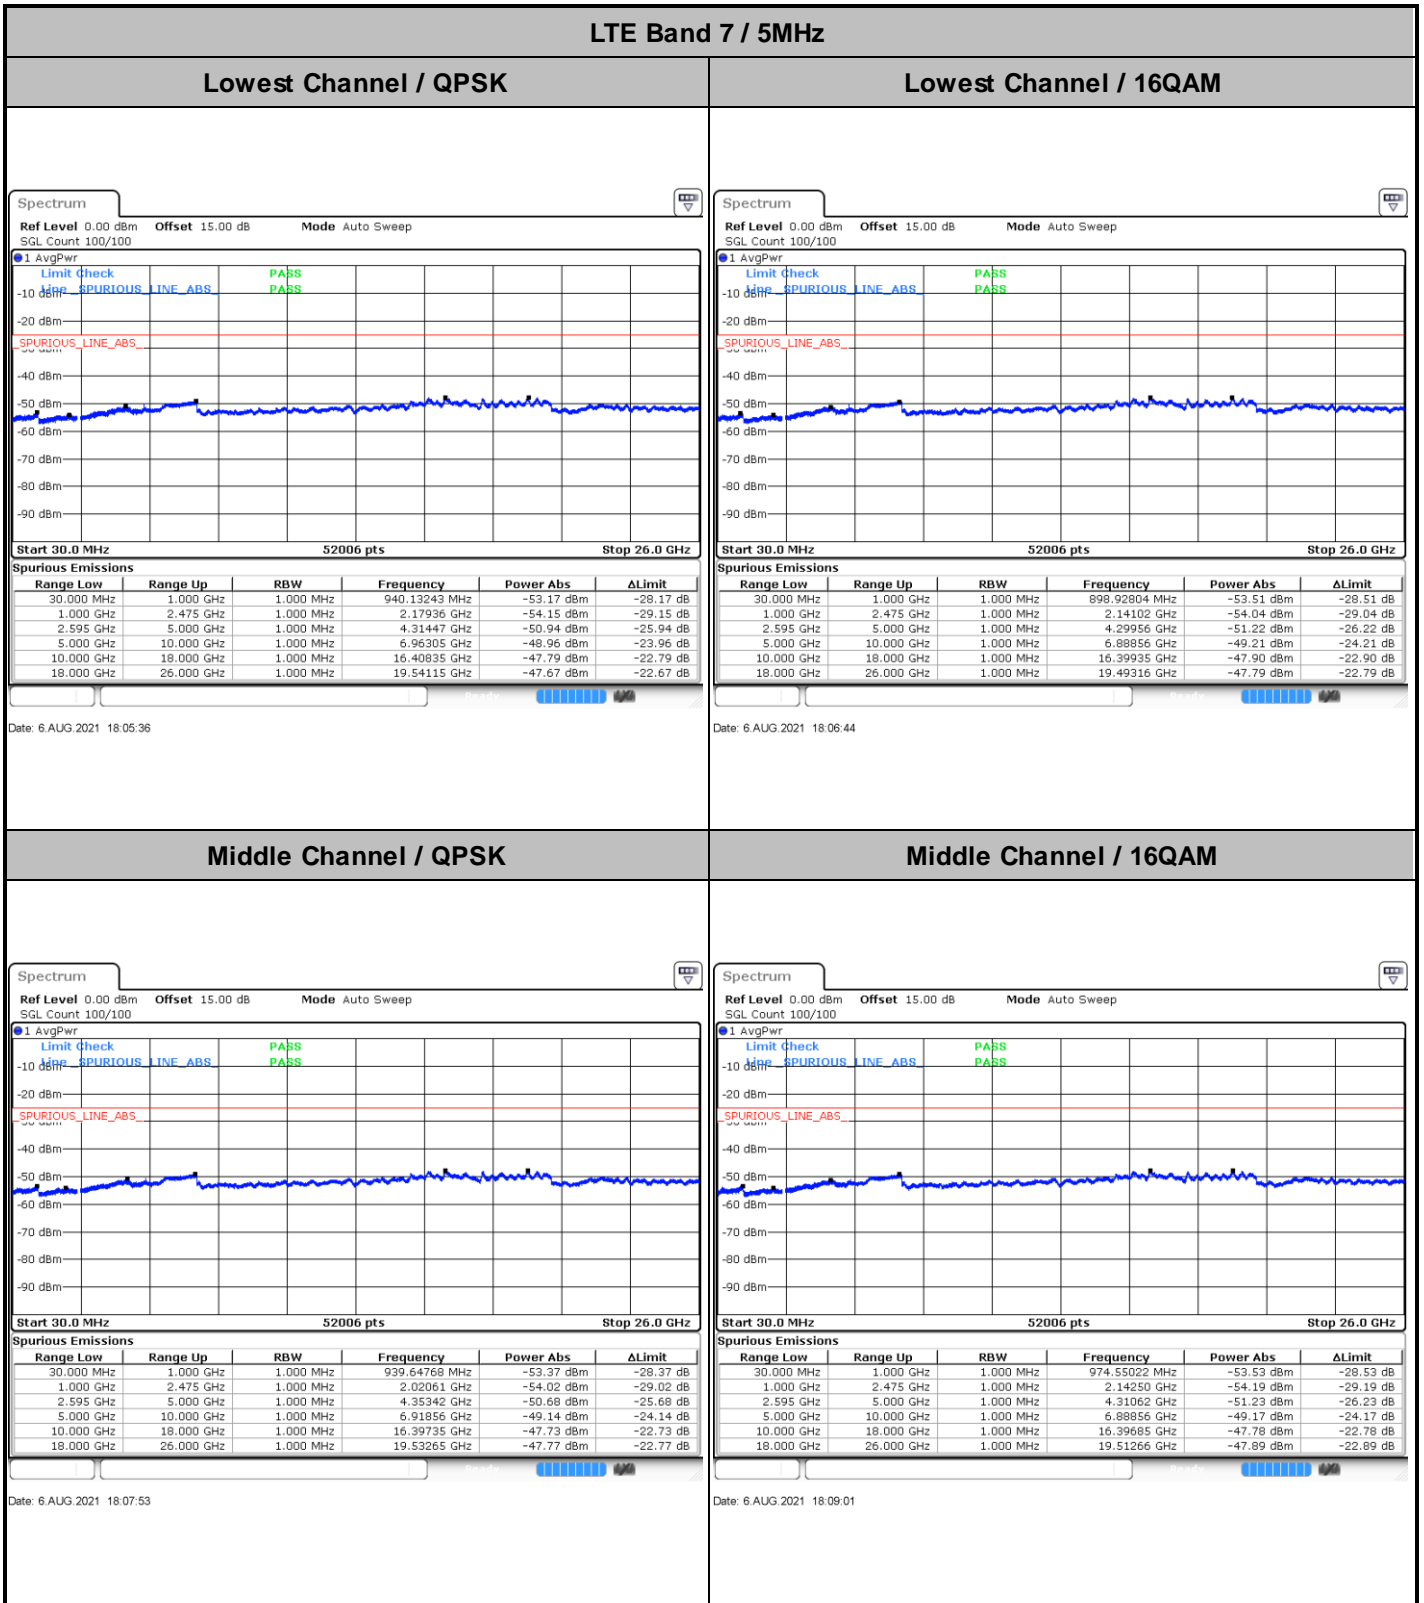 LTE Band 7 / 5MHz
Lowest Channel / QPSK
Lowest Channel / 16QAM
Spectrum
Ref Level 0.00 dBm Offset 15.00 dB Mode Auto Sweep
SGL Count 100/100
1 AvgPwr
Limit Check PASS
Line _SPURIOUS_LINE_ABS_ PASS
-10 dBm
-20 dBm
_SPURIOUS_LINE_ABS_
-30 dBm
-40 dBm
-50 dBm
-60 dBm
-70 dBm
-80 dBm
-90 dBm
Start 30.0 MHz 52006 pts Stop 26.0 GHz
Spurious Emissions
Range Low Range Up RBW Frequency Power Abs ΔLimit
30.000 MHz 1.000 GHz 1.000 MHz 940.13243 MHz -53.17 dBm -28.17 dB
1.000 GHz 2.475 GHz 1.000 MHz 2.17936 GHz -54.15 dBm -29.15 dB
2.595 GHz 5.000 GHz 1.000 MHz 4.31447 GHz -50.94 dBm -25.94 dB
5.000 GHz 10.000 GHz 1.000 MHz 6.96305 GHz -48.96 dBm -23.96 dB
10.000 GHz 18.000 GHz 1.000 MHz 16.40835 GHz -47.79 dBm -22.79 dB
18.000 GHz 26.000 GHz 1.000 MHz 19.54115 GHz -47.67 dBm -22.67 dB
Ready
Date: 6.AUG.2021 18:05:36
Spectrum
Ref Level 0.00 dBm Offset 15.00 dB Mode Auto Sweep
SGL Count 100/100
1 AvgPwr
Limit Check PASS
Line _SPURIOUS_LINE_ABS_ PASS
-10 dBm
-20 dBm
_SPURIOUS_LINE_ABS_
-30 dBm
-40 dBm
-50 dBm
-60 dBm
-70 dBm
-80 dBm
-90 dBm
Start 30.0 MHz 52006 pts Stop 26.0 GHz
Spurious Emissions
Range Low Range Up RBW Frequency Power Abs ΔLimit
30.000 MHz 1.000 GHz 1.000 MHz 898.92804 MHz -53.51 dBm -28.51 dB
1.000 GHz 2.475 GHz 1.000 MHz 2.14102 GHz -54.04 dBm -29.04 dB
2.595 GHz 5.000 GHz 1.000 MHz 4.29956 GHz -51.22 dBm -26.22 dB
5.000 GHz 10.000 GHz 1.000 MHz 6.88856 GHz -49.21 dBm -24.21 dB
10.000 GHz 18.000 GHz 1.000 MHz 16.39935 GHz -47.90 dBm -22.90 dB
18.000 GHz 26.000 GHz 1.000 MHz 19.49316 GHz -47.79 dBm -22.79 dB
Ready
Date: 6.AUG.2021 18:06:44
Middle Channel / QPSK
Middle Channel / 16QAM
Spectrum
Ref Level 0.00 dBm Offset 15.00 dB Mode Auto Sweep
SGL Count 100/100
1 AvgPwr
Limit Check PASS
Line _SPURIOUS_LINE_ABS_ PASS
-10 dBm
-20 dBm
_SPURIOUS_LINE_ABS_
-30 dBm
-40 dBm
-50 dBm
-60 dBm
-70 dBm
-80 dBm
-90 dBm
Start 30.0 MHz 52006 pts Stop 26.0 GHz
Spurious Emissions
Range Low Range Up RBW Frequency Power Abs ΔLimit
30.000 MHz 1.000 GHz 1.000 MHz 939.64768 MHz -53.37 dBm -28.37 dB
1.000 GHz 2.475 GHz 1.000 MHz 2.02061 GHz -54.02 dBm -29.02 dB
2.595 GHz 5.000 GHz 1.000 MHz 4.35342 GHz -50.68 dBm -25.68 dB
5.000 GHz 10.000 GHz 1.000 MHz 6.91856 GHz -49.14 dBm -24.14 dB
10.000 GHz 18.000 GHz 1.000 MHz 16.39735 GHz -47.73 dBm -22.73 dB
18.000 GHz 26.000 GHz 1.000 MHz 19.53265 GHz -47.77 dBm -22.77 dB
Ready
Date: 6.AUG.2021 18:07:53
Spectrum
Ref Level 0.00 dBm Offset 15.00 dB Mode Auto Sweep
SGL Count 100/100
1 AvgPwr
Limit Check PASS
Line _SPURIOUS_LINE_ABS_ PASS
-10 dBm
-20 dBm
_SPURIOUS_LINE_ABS_
-30 dBm
-40 dBm
-50 dBm
-60 dBm
-70 dBm
-80 dBm
-90 dBm
Start 30.0 MHz 52006 pts Stop 26.0 GHz
Spurious Emissions
Range Low Range Up RBW Frequency Power Abs ΔLimit
30.000 MHz 1.000 GHz 1.000 MHz 974.55022 MHz -53.53 dBm -28.53 dB
1.000 GHz 2.475 GHz 1.000 MHz 2.14250 GHz -54.19 dBm -29.19 dB
2.595 GHz 5.000 GHz 1.000 MHz 4.31062 GHz -51.23 dBm -26.23 dB
5.000 GHz 10.000 GHz 1.000 MHz 6.88856 GHz -49.17 dBm -24.17 dB
10.000 GHz 18.000 GHz 1.000 MHz 16.39685 GHz -47.78 dBm -22.78 dB
18.000 GHz 26.000 GHz 1.000 MHz 19.51266 GHz -47.89 dBm -22.89 dB
Ready
Date: 6.AUG.2021 18:09:01